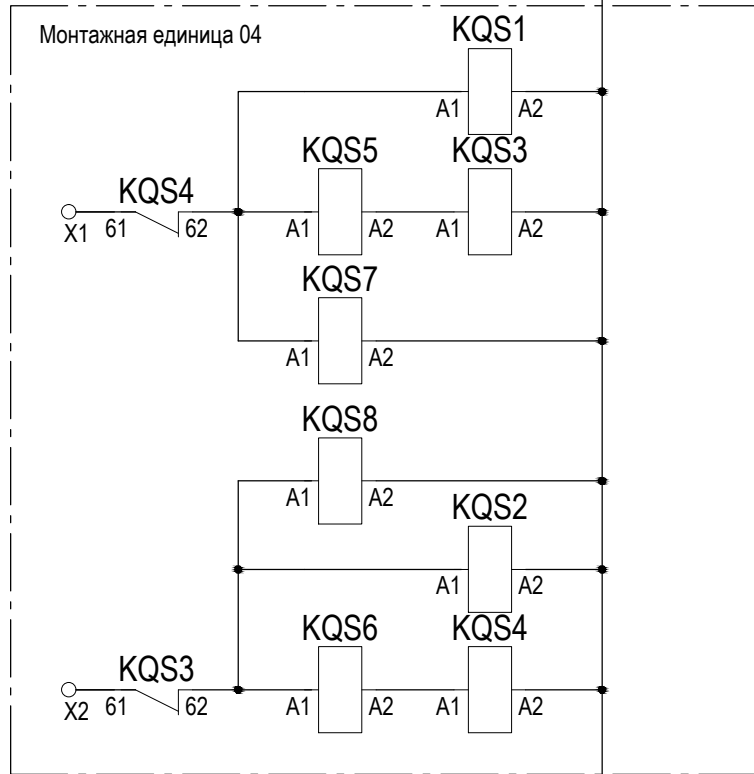 Монтажная единица 04
KQS1
A1 A2
KQS5 KQS3
KQS4
X1 61 62 A1 A2 A1 A2
KQS7
A1 A2
KQS8
A1 A2
KQS2
A1 A2
KQS6 KQS4
KQS3
X2 61 62 A1 A2 A1 A2